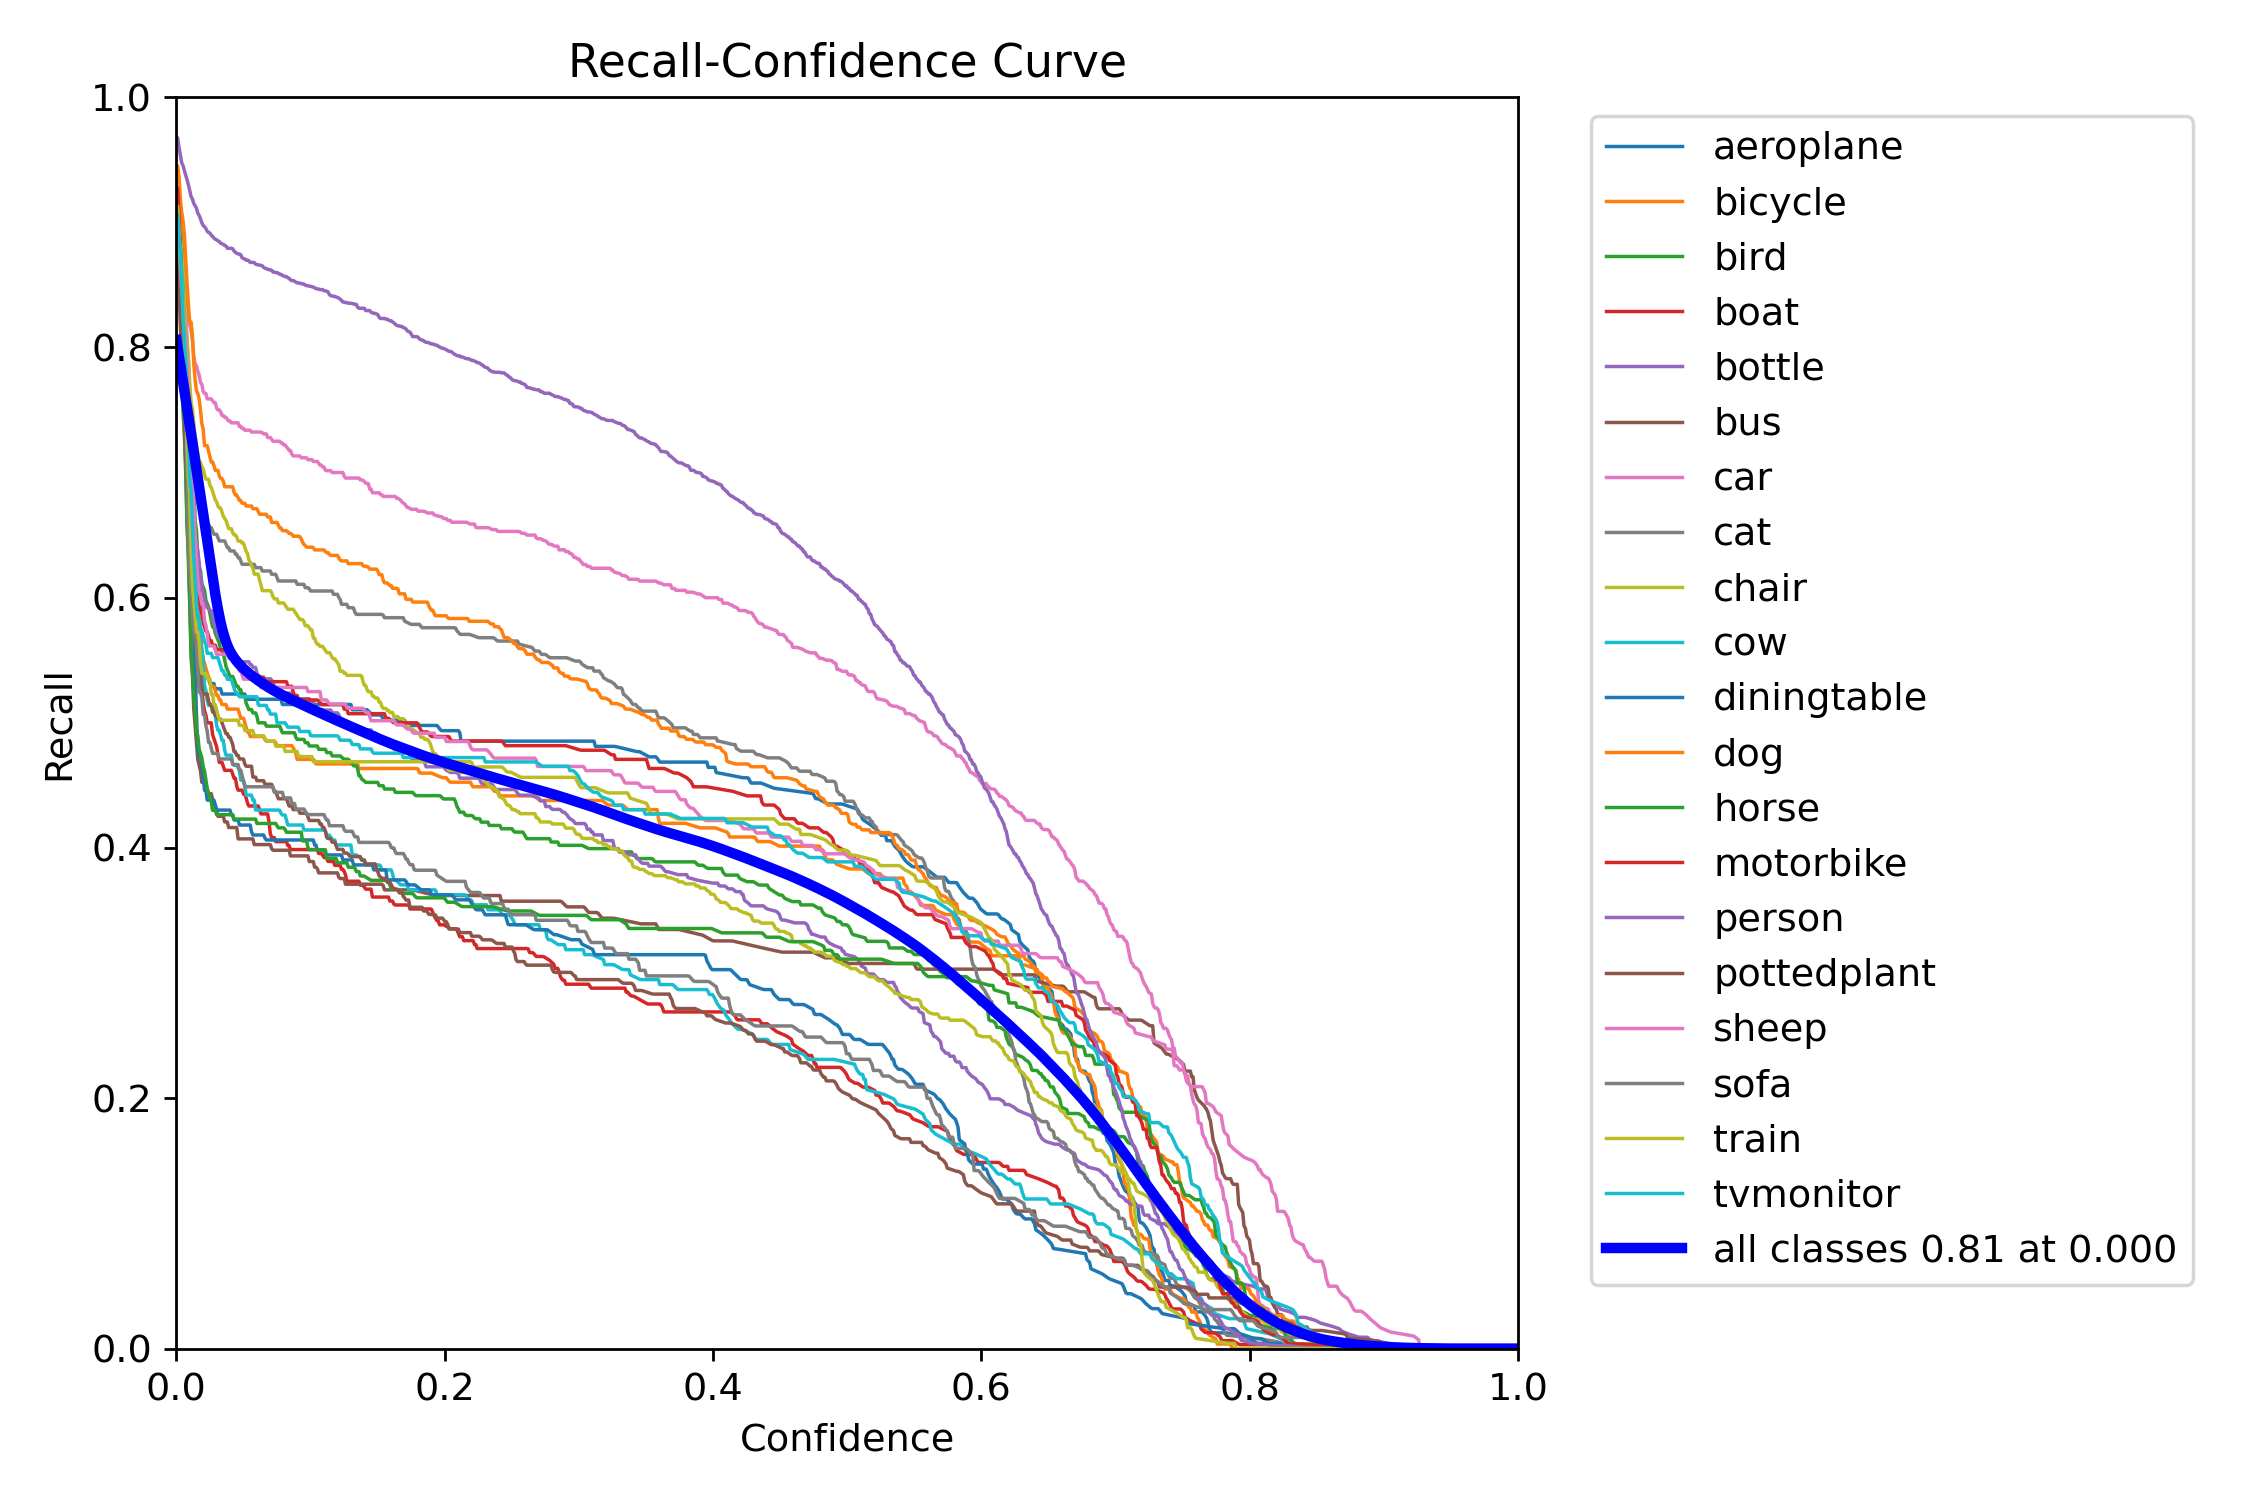 Recall-Confidence Curve
1.0
0.8
0.6
0.4
0.2
0.0
Recall
0.0 0.2 0.4 0.6 0.8 1.0
Confidence
aeroplane
bicycle
bird
boat
bottle
bus
car
cat
chair
cow
diningtable
dog
horse
motorbike
person
pottedplant
sheep
sofa
train
tvmonitor
all classes 0.81 at 0.000